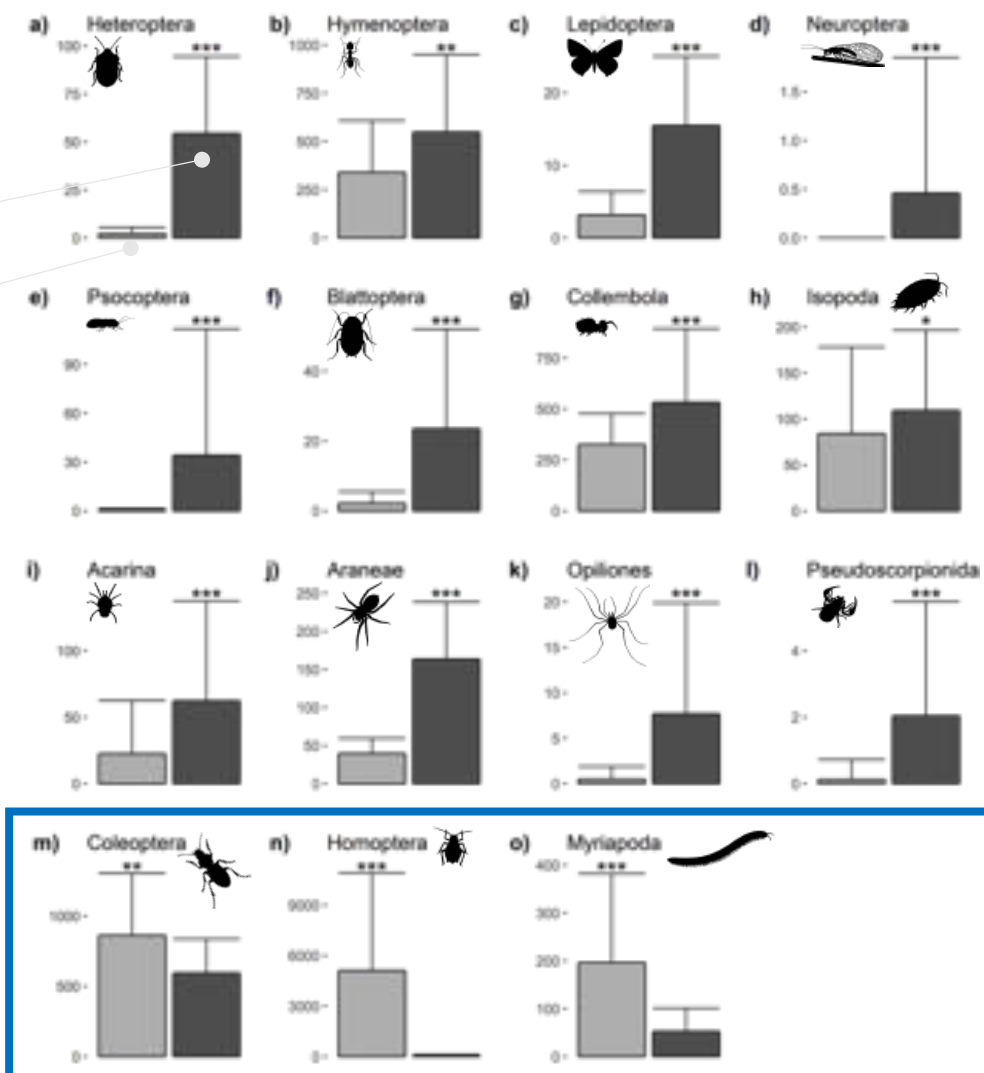 a) Heteroptera b) Hymenoptera c) Lepidoptera d) Neuroptera
*** ** *** ***
100 1000 20 1.5
75 750 10 1.0
50 500 0 0.5
25 250 0.0
0 0
e) Psocoptera f) Blattoptera g) Collembola h) Isopoda
*** *** *** *
90 40 750 200
60 20 500 150
30 0 250 100
0 0 50
0
i) Acarina j) Araneae k) Opiliones l) Pseudoscorpionida
*** *** *** ***
100 250 20 4
50 200 15 2
0 150 10 0
100 5
50 0
0
m) Coleoptera n) Homoptera o) Myriapoda
** *** ***
1000 9000 400
500 6000 300
0 3000 200
0 100
0